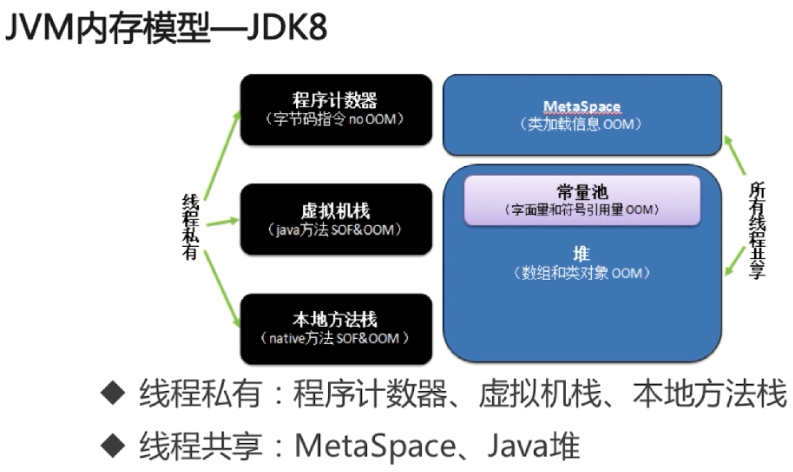 JVM内存模型—JDK8
程序计数器
（字节码指令 no OOM）
MetaSpace
（类加载信息 OOM）
线程私有
虚拟机栈
（java方法 SOF&OOM）
常量池
（字面量和符号引用量 OOM）
堆
（数组和类对象 OOM）
所有线程共享
本地方法栈
（native方法 SOF&OOM ）
◆ 线程私有：程序计数器、虚拟机栈、本地方法栈
◆ 线程共享：MetaSpace、Java堆